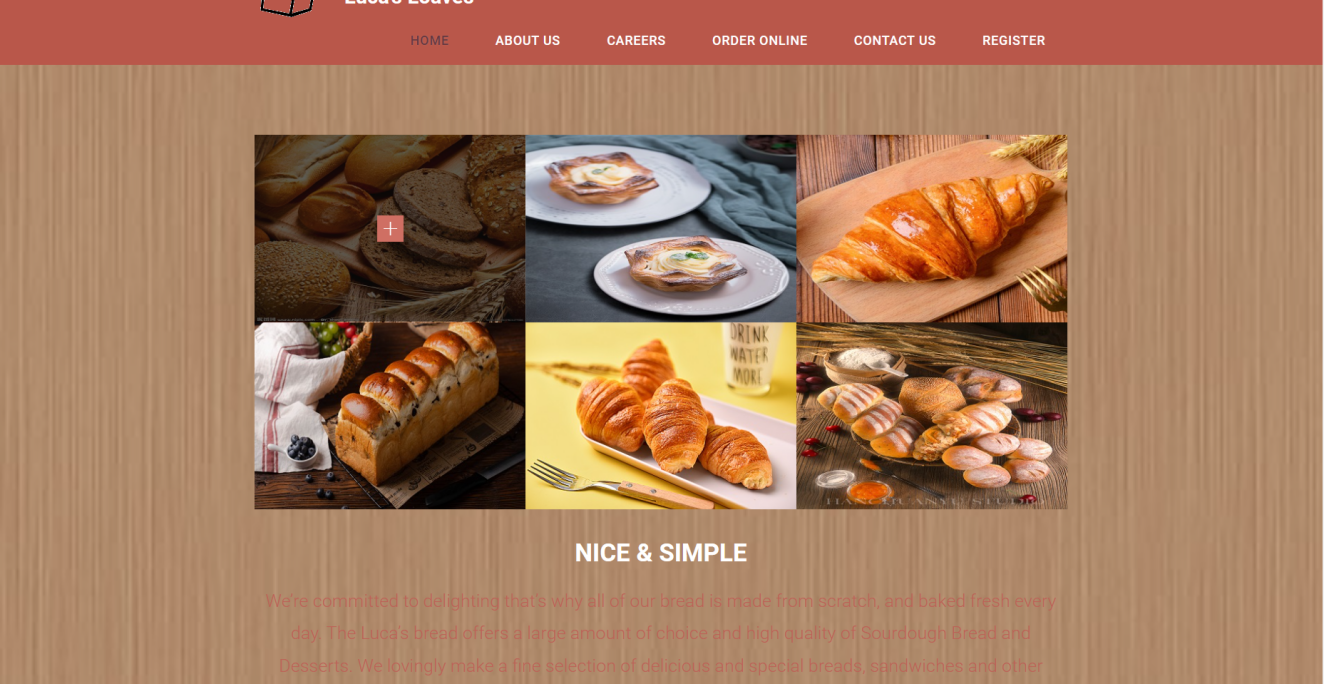 Luca's Loaves
HOME ABOUT US CAREERS ORDER ONLINE CONTACT US REGISTER
DRINK
WATER
MORE
HANCHUANYU STUDIO
NICE & SIMPLE
We're committed to delighting that's why all of our bread is made from scratch, and baked fresh every
day. The Luca's bread offers a large amount of choice and high quality of Sourdough Bread and
Desserts. We lovingly make a fine selection of delicious and special breads, sandwiches and other